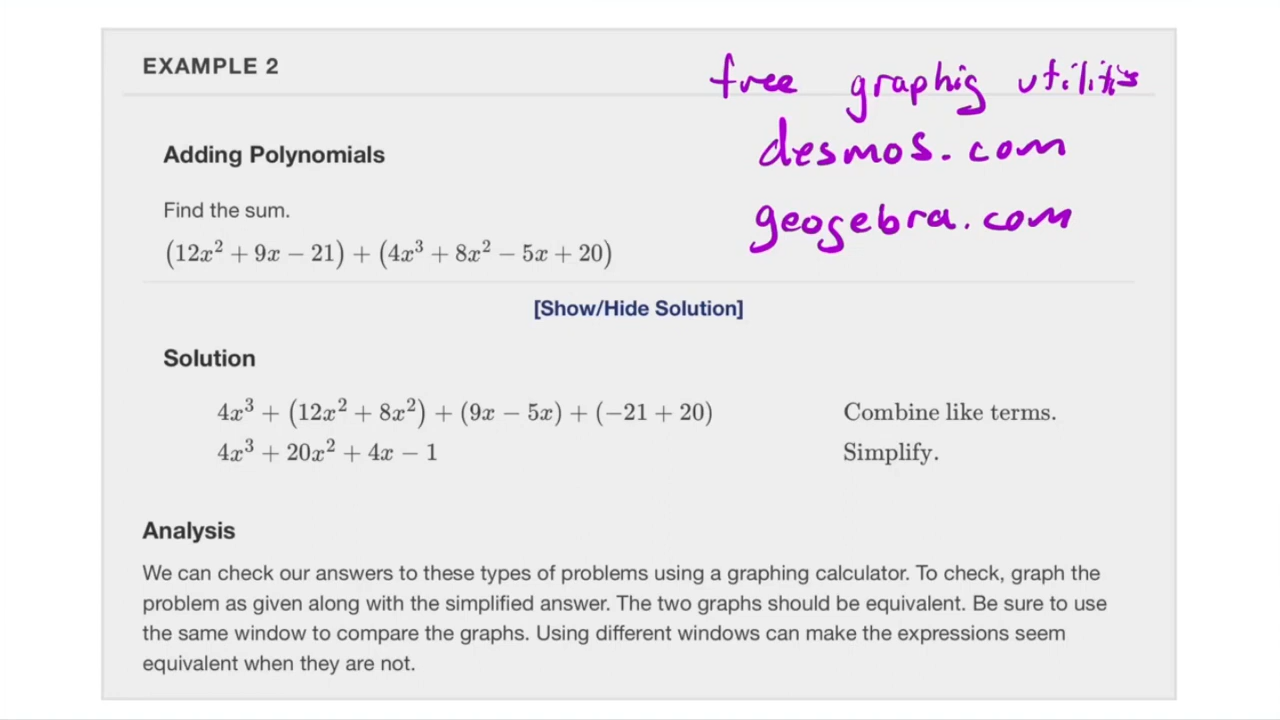 EXAMPLE 2
free graphig utilitis
desmos.com
geogebra.com
Adding Polynomials
Find the sum.
(12x² + 9x − 21) + (4x³ + 8x² − 5x + 20)
[Show/Hide Solution]
Solution
4x³ + (12x² + 8x²) + (9x − 5x) + (−21 + 20) Combine like terms.
4x³ + 20x² + 4x − 1 Simplify.
Analysis
We can check our answers to these types of problems using a graphing calculator. To check, graph the
problem as given along with the simplified answer. The two graphs should be equivalent. Be sure to use
the same window to compare the graphs. Using different windows can make the expressions seem
equivalent when they are not.